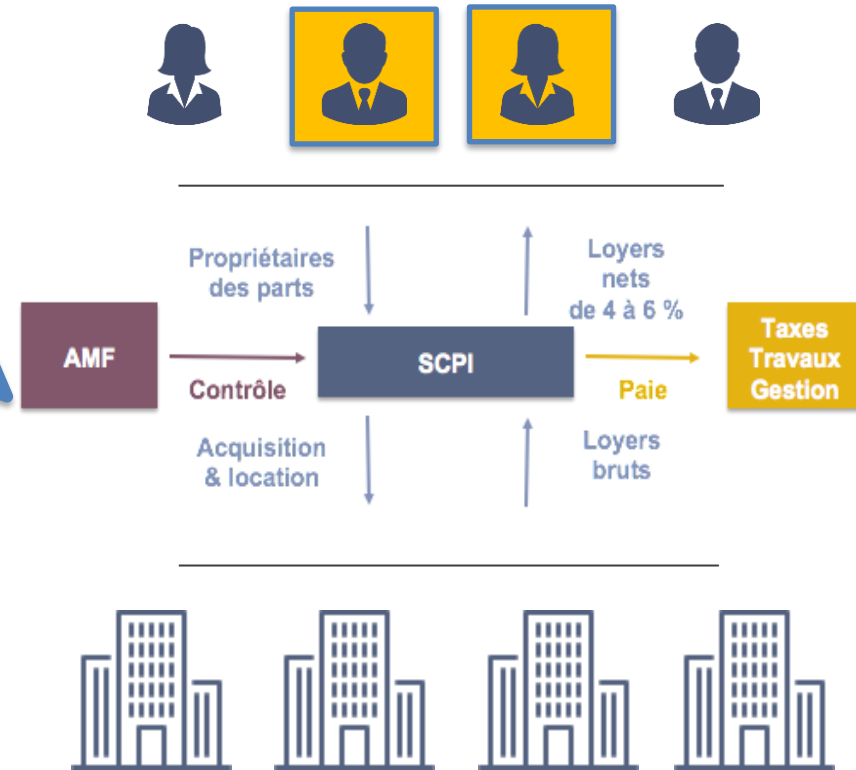 Propriétaires
des parts
Loyers
nets
de 4 à 6 %
AMF
Contrôle
SCPI
Paie
Taxes
Travaux
Gestion
Acquisition
& location
Loyers
bruts